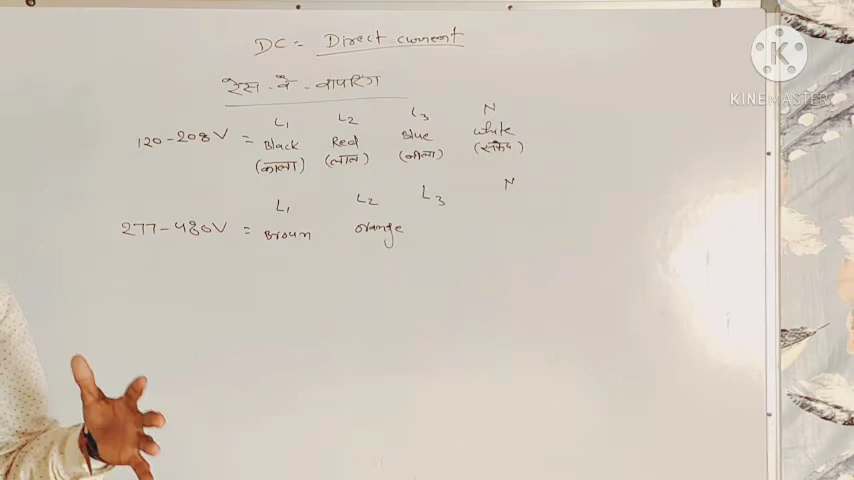 DC = Direct current
KINEMASTER
रेस - वे - वायरिंग
L1 L2 L3 N
120-208V = Black Red Blue white
(काला) (लाल) (नीला) (सफेद)
L1 L2 L3 N
277-480V = Brown orange